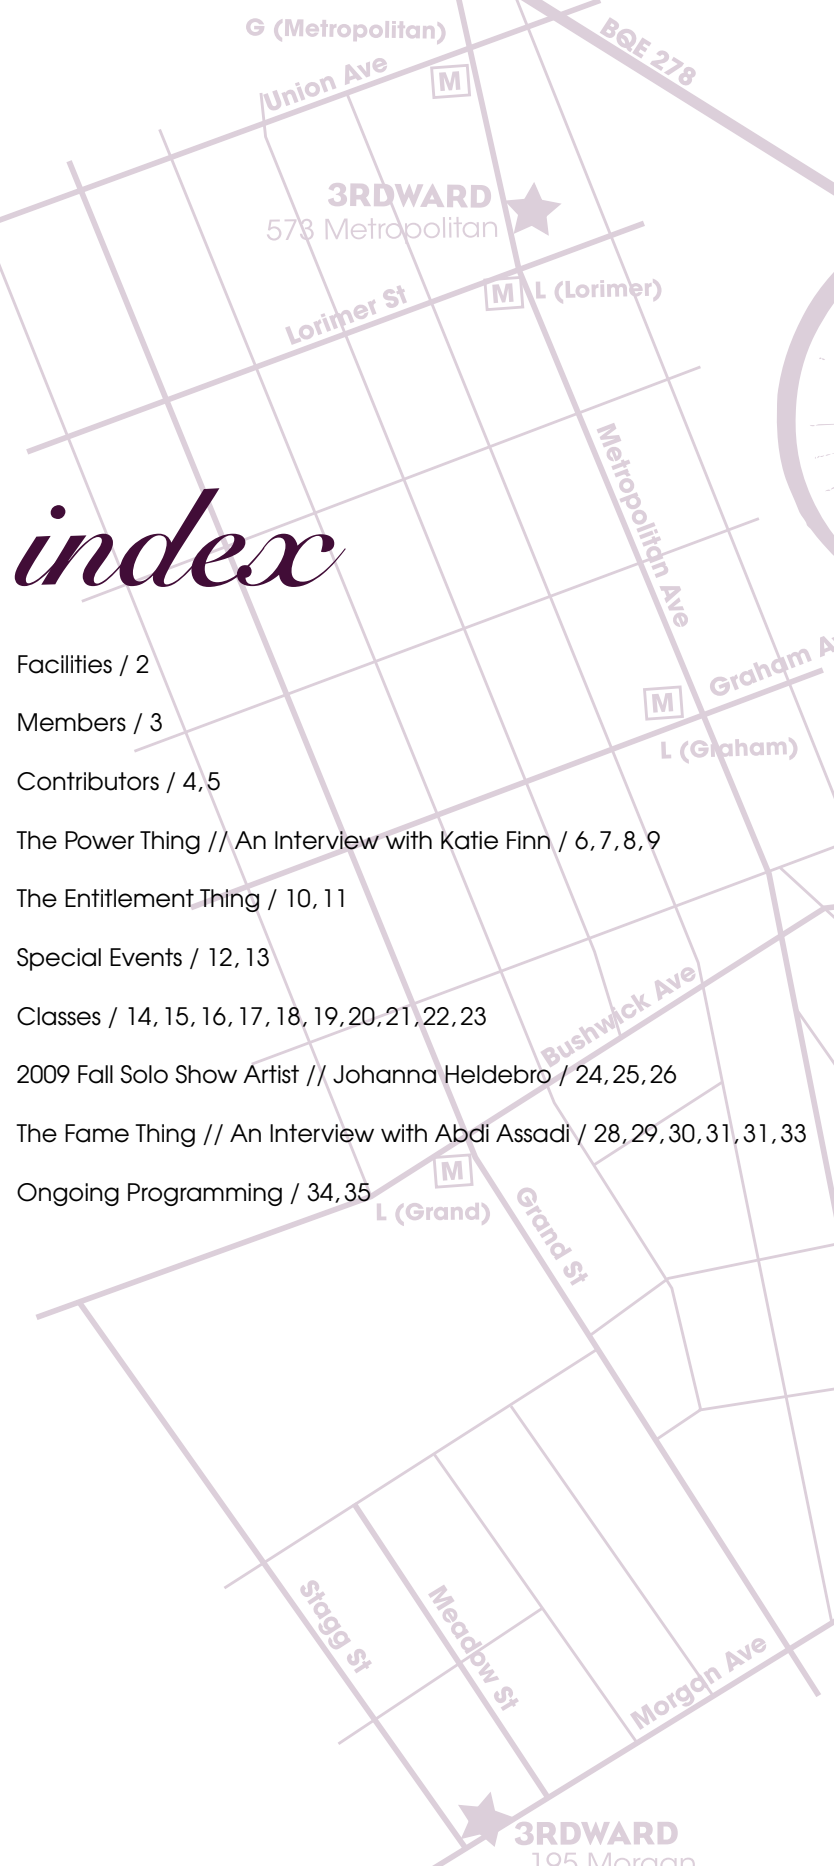 G (Metropolitan)
BQE 278
Union Ave
M
3RDWARD
573 Metropolitan
M L (Lorimer)
Lorimer St
Metropolitan Ave
index
Graham A
Facilities / 2
M
Members / 3
L (Graham)
Contributors / 4,5
The Power Thing // An Interview with Katie Finn / 6,7,8,9
The Entitlement Thing / 10,11
Special Events / 12,13
Bushwick Ave
Classes / 14,15,16,17,18,19,20,21,22,23
2009 Fall Solo Show Artist // Johanna Heldebro / 24,25,26
The Fame Thing // An Interview with Abdi Assadi / 28,29,30,31,31,33
M
Ongoing Programming / 34,35
L (Grand)
Grand St
Stagg St
Meadow St
Morgan Ave
3RDWARD
195 Morgan